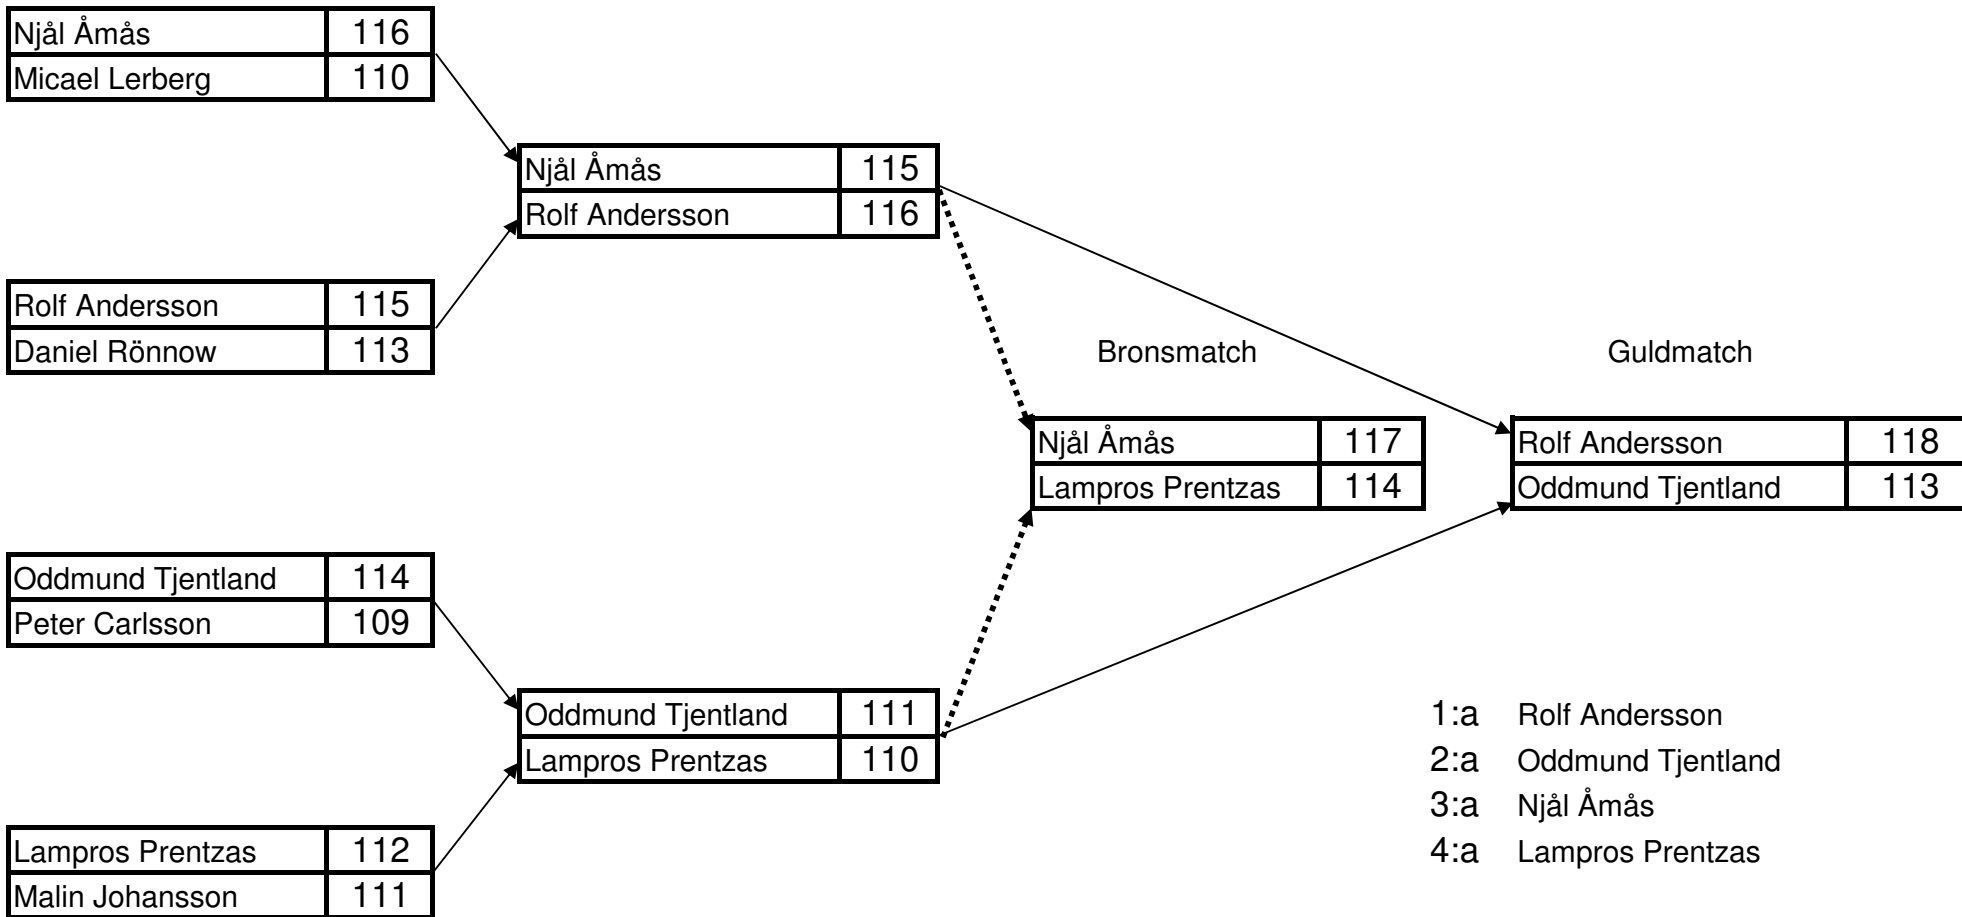 Njål Åmås 116
Micael Lerberg 110
Njål Åmås 115
Rolf Andersson 116
Rolf Andersson 115
Daniel Rönnow 113
Bronsmatch Guldmatch
Njål Åmås 117 Rolf Andersson 118
Lampros Prentzas 114 Oddmund Tjentland 113
Oddmund Tjentland 114
Peter Carlsson 109
Oddmund Tjentland 111
Lampros Prentzas 110
1:a Rolf Andersson
2:a Oddmund Tjentland
3:a Njål Åmås
4:a Lampros Prentzas
Lampros Prentzas 112
Malin Johansson 111